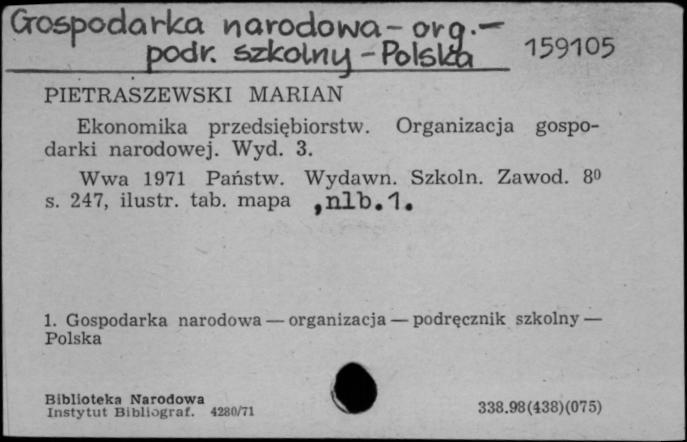 Gospodarka narodowa - org. -
podr. szkolny - Polska 159105
PIETRASZEWSKI MARIAN
Ekonomika przedsiębiorstw. Organizacja gospo-
darki narodowej. Wyd. 3.
Wwa 1971 Państw. Wydawn. Szkoln. Zawod. 8⁰
s. 247, ilustr. tab. mapa , nlb. 1.
1. Gospodarka narodowa — organizacja — podręcznik szkolny —
Polska
Biblioteka Narodowa
Instytut Bibliograf. 4280/71
338.98(438)(075)